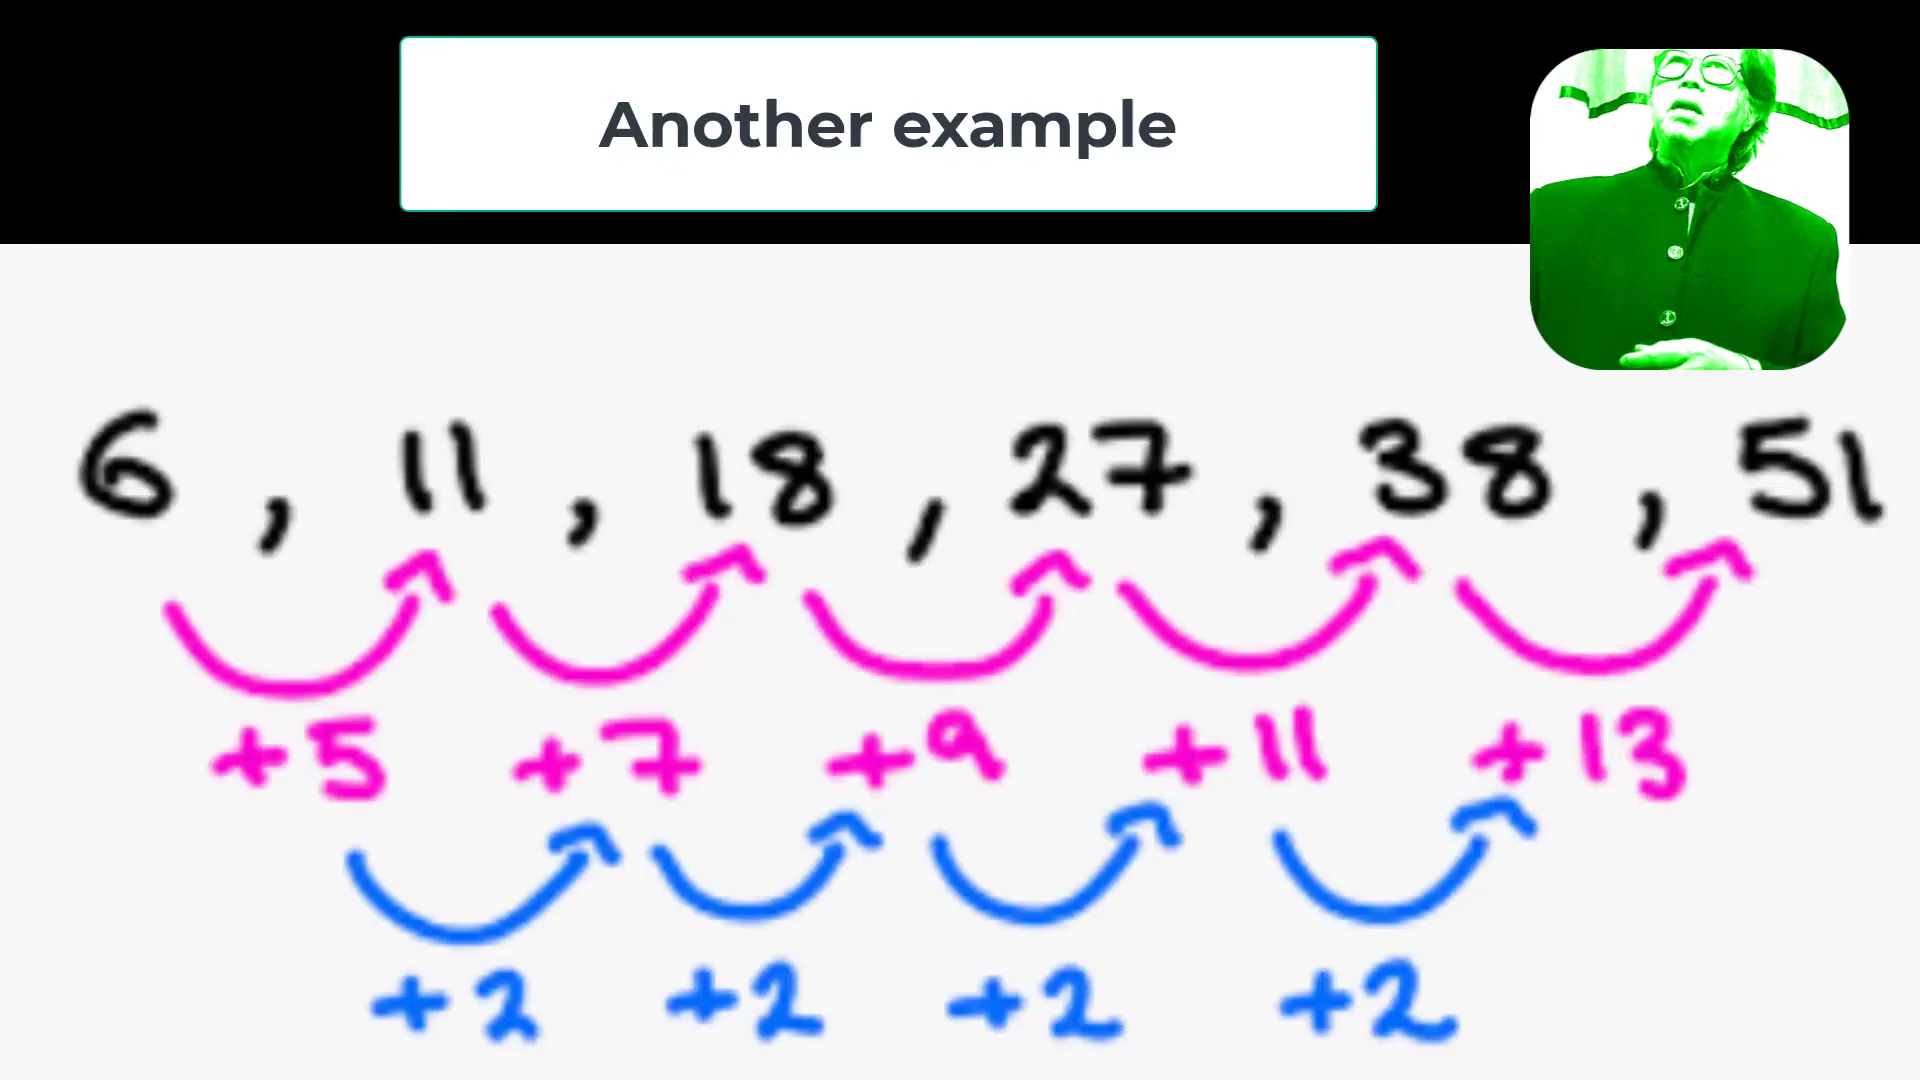 Another example
6, 11, 18, 27, 38, 51
+5 +7 +9 +11 +13
+2 +2 +2 +2